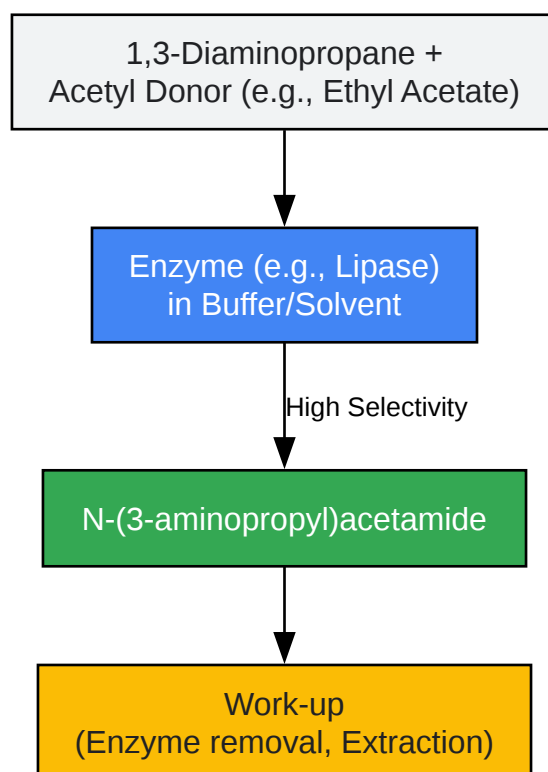 1,3-Diaminopropane +
Acetyl Donor (e.g., Ethyl Acetate)
Enzyme (e.g., Lipase)
in Buffer/Solvent
High Selectivity
N-(3-aminopropyl)acetamide
Work-up
(Enzyme removal, Extraction)